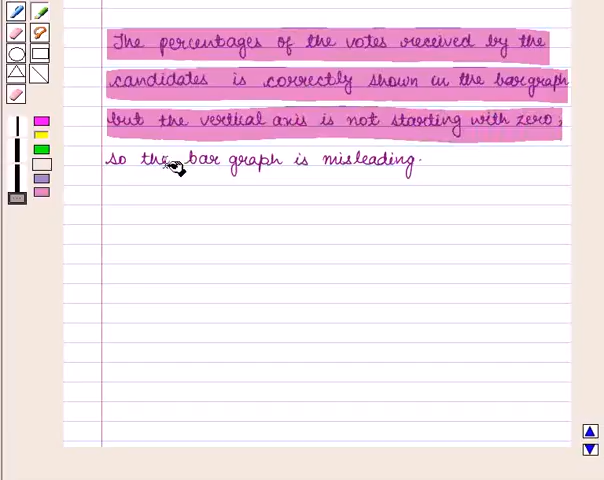 The percentages of the votes received by the
candidates is correctly shown in the bargraph
but the vertical axis is not starting with zero,
so the bar graph is misleading.